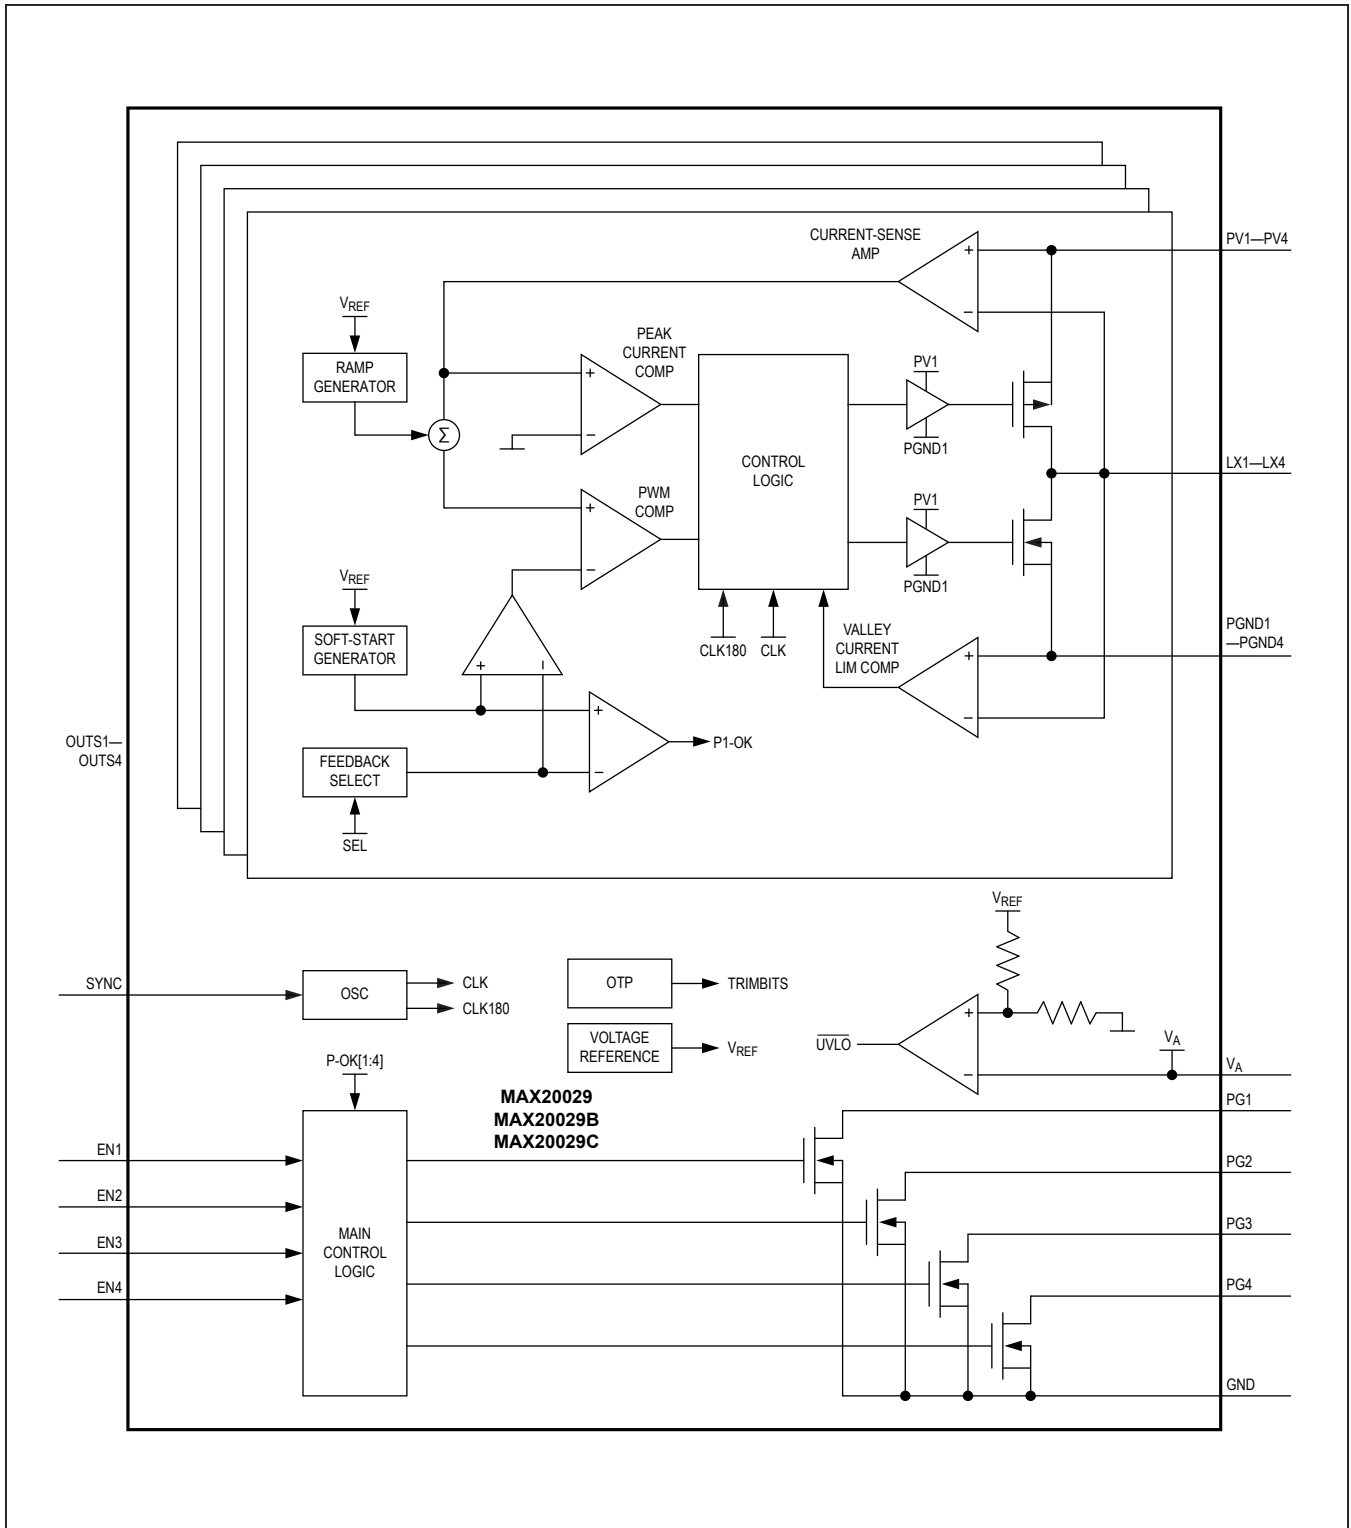 CURRENT-SENSE
AMP
+
−
PV1—PV4
VREF
RAMP
GENERATOR
Σ
PEAK
CURRENT
COMP
+
−
CONTROL
LOGIC
PV1
PGND1
LX1—LX4
PWM
COMP
+
−
PV1
PGND1
VREF
SOFT-START
GENERATOR
+
−
CLK180
CLK
VALLEY
CURRENT
LIM COMP
+
−
PGND1
—PGND4
OUTS1—
OUTS4
FEEDBACK
SELECT
SEL
+
−
P1-OK
SYNC
OSC
CLK
CLK180
OTP
TRIMBITS
VOLTAGE
REFERENCE
VREF
VREF
UVLO
+
−
VA
VA
P-OK[1:4]
MAX20029
MAX20029B
MAX20029C
PG1
EN1
PG2
EN2
PG3
EN3
MAIN
CONTROL
LOGIC
EN4
PG4
GND